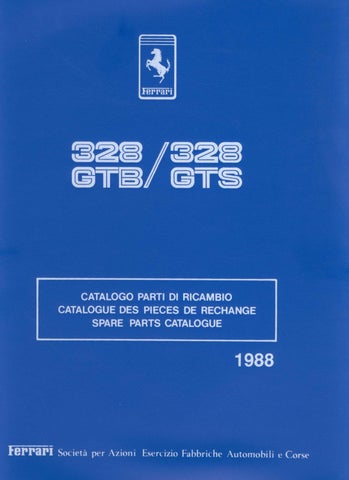 Ferrari
328/328
GTB/GTS
CATALOGO PARTI DI RICAMBIO
CATALOGUE DES PIECES DE RECHANGE
SPARE PARTS CATALOGUE
1988
Ferrari Società per Azioni Esercizio Fabbriche Automobili e Corse